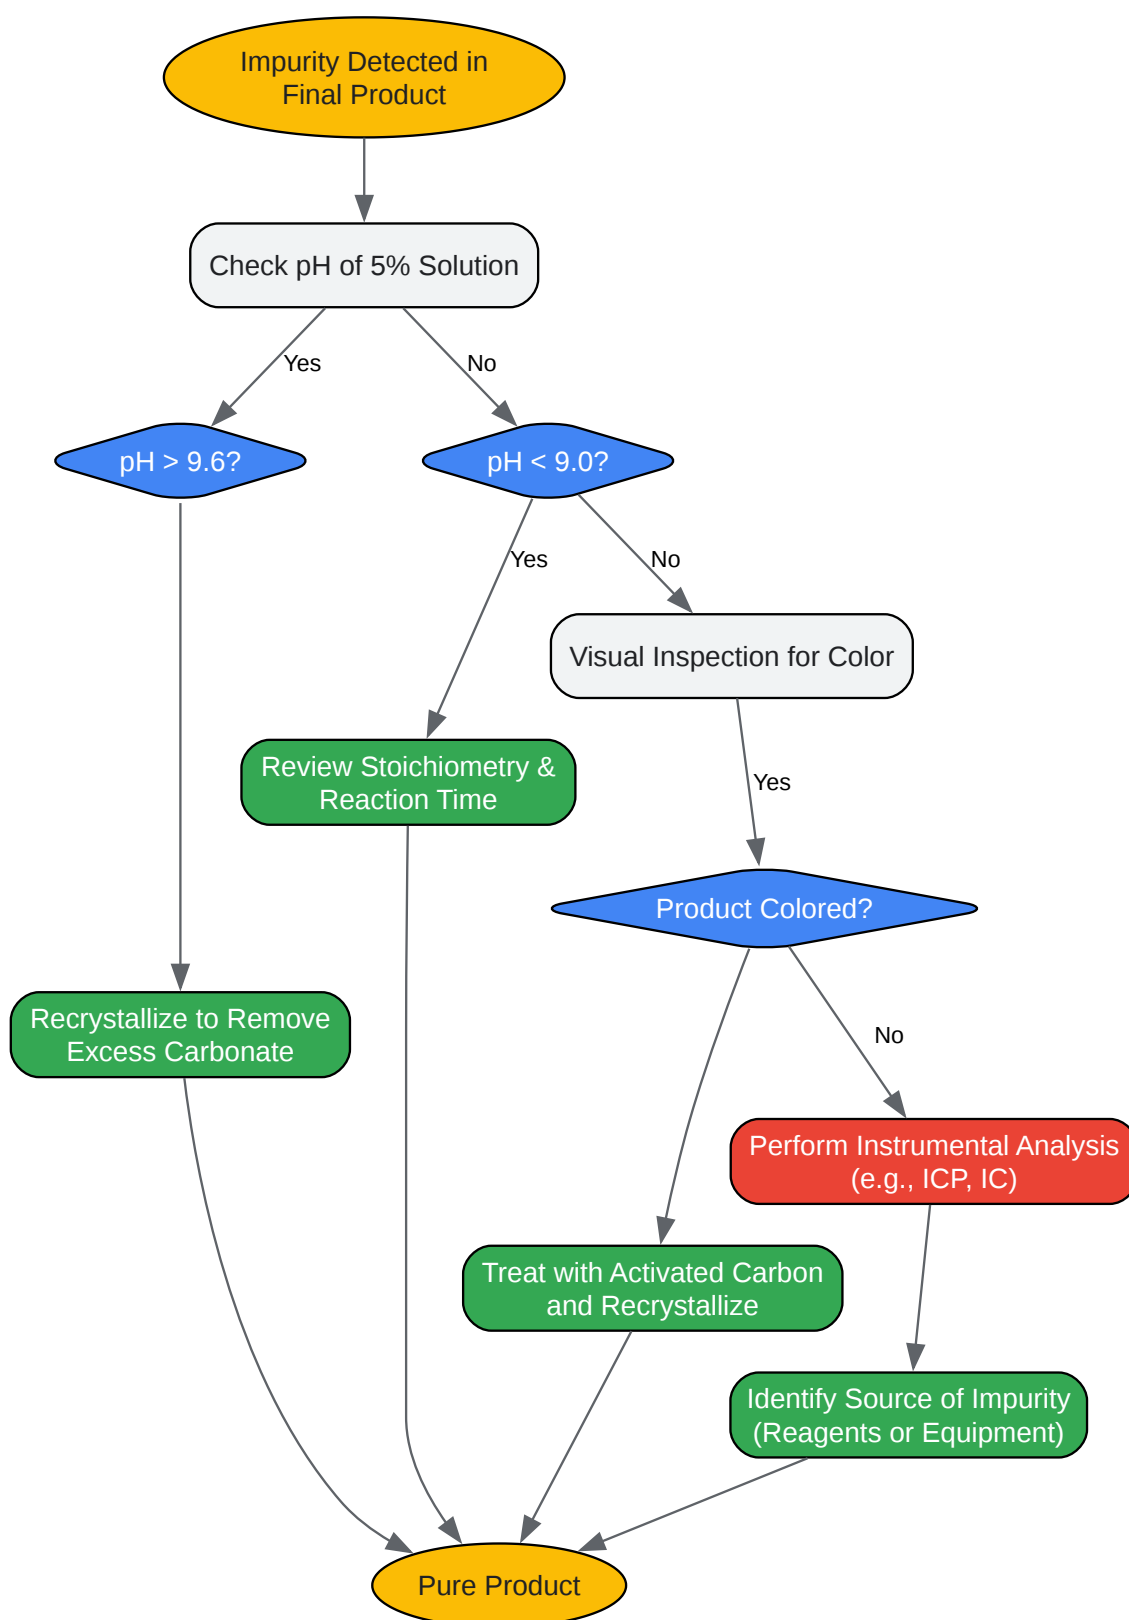 Impurity Detected in
Final Product
Check pH of 5% Solution
Yes
No
pH > 9.6?
pH < 9.0?
Yes
No
Visual Inspection for Color
Review Stoichiometry &
Reaction Time
Yes
Product Colored?
Recrystallize to Remove
Excess Carbonate
No
Perform Instrumental Analysis
(e.g., ICP, IC)
Treat with Activated Carbon
and Recrystallize
Identify Source of Impurity
(Reagents or Equipment)
Pure Product